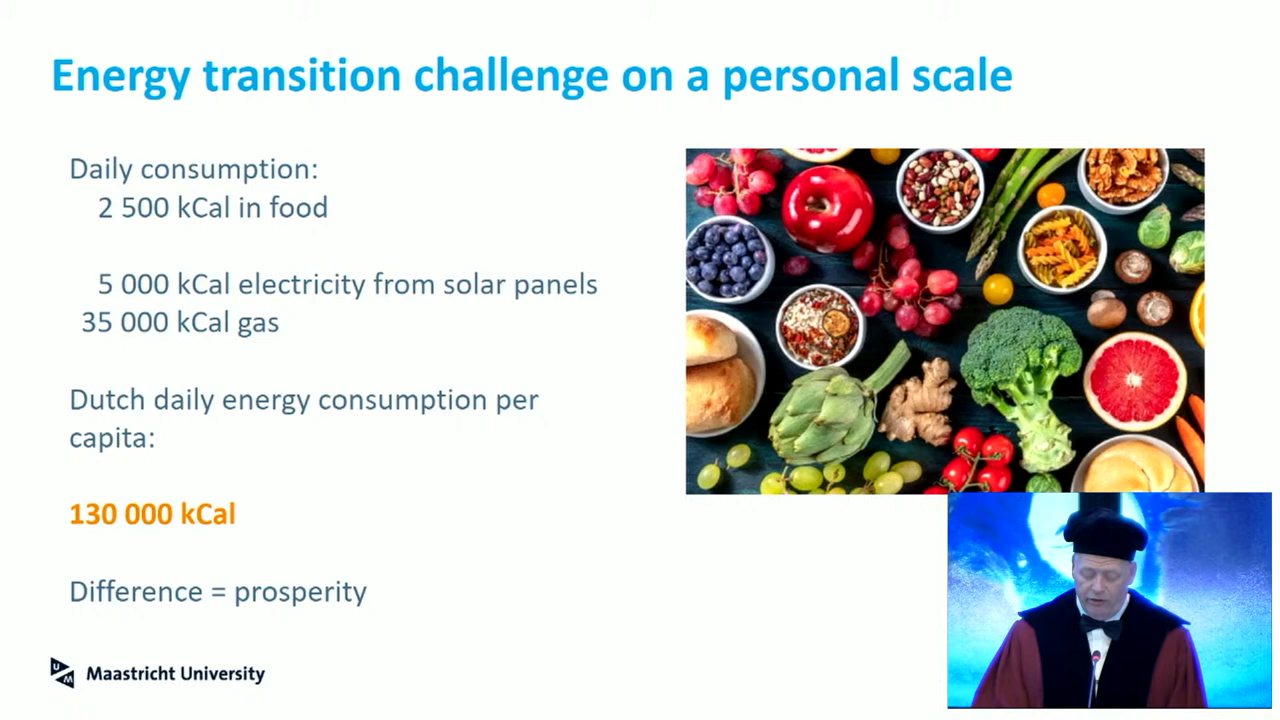 Energy transition challenge on a personal scale
Daily consumption:
2 500 kCal in food
5 000 kCal electricity from solar panels
35 000 kCal gas
Dutch daily energy consumption per
capita:
130 000 kCal
Difference = prosperity
UM Maastricht University